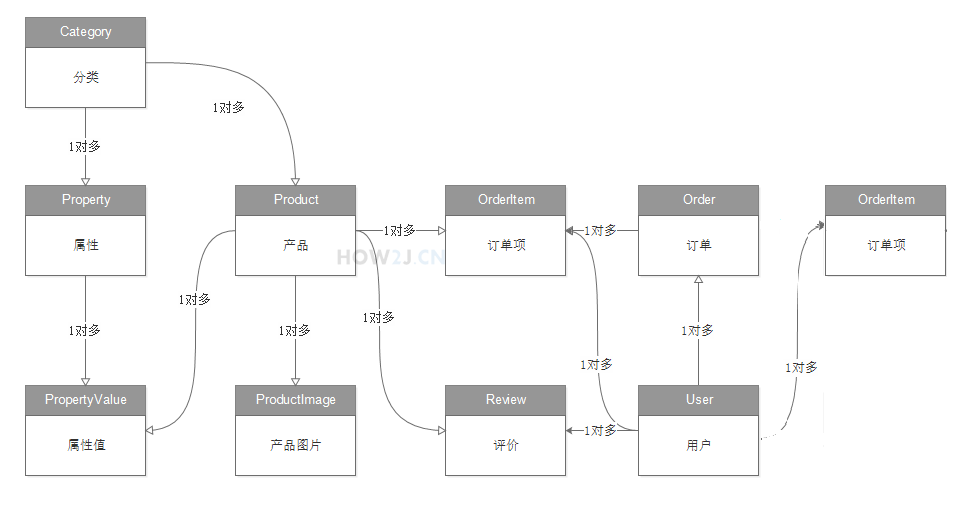 Category
分类
1对多
1对多
Property
属性
Product
产品
1对多
OrderItem
订单项
1对多
Order
订单
OrderItem
订单项
HOW2J.CN
1对多
1对多
1对多
1对多
1对多
1对多
1对多
PropertyValue
属性值
ProductImage
产品图片
Review
评价
1对多
User
用户